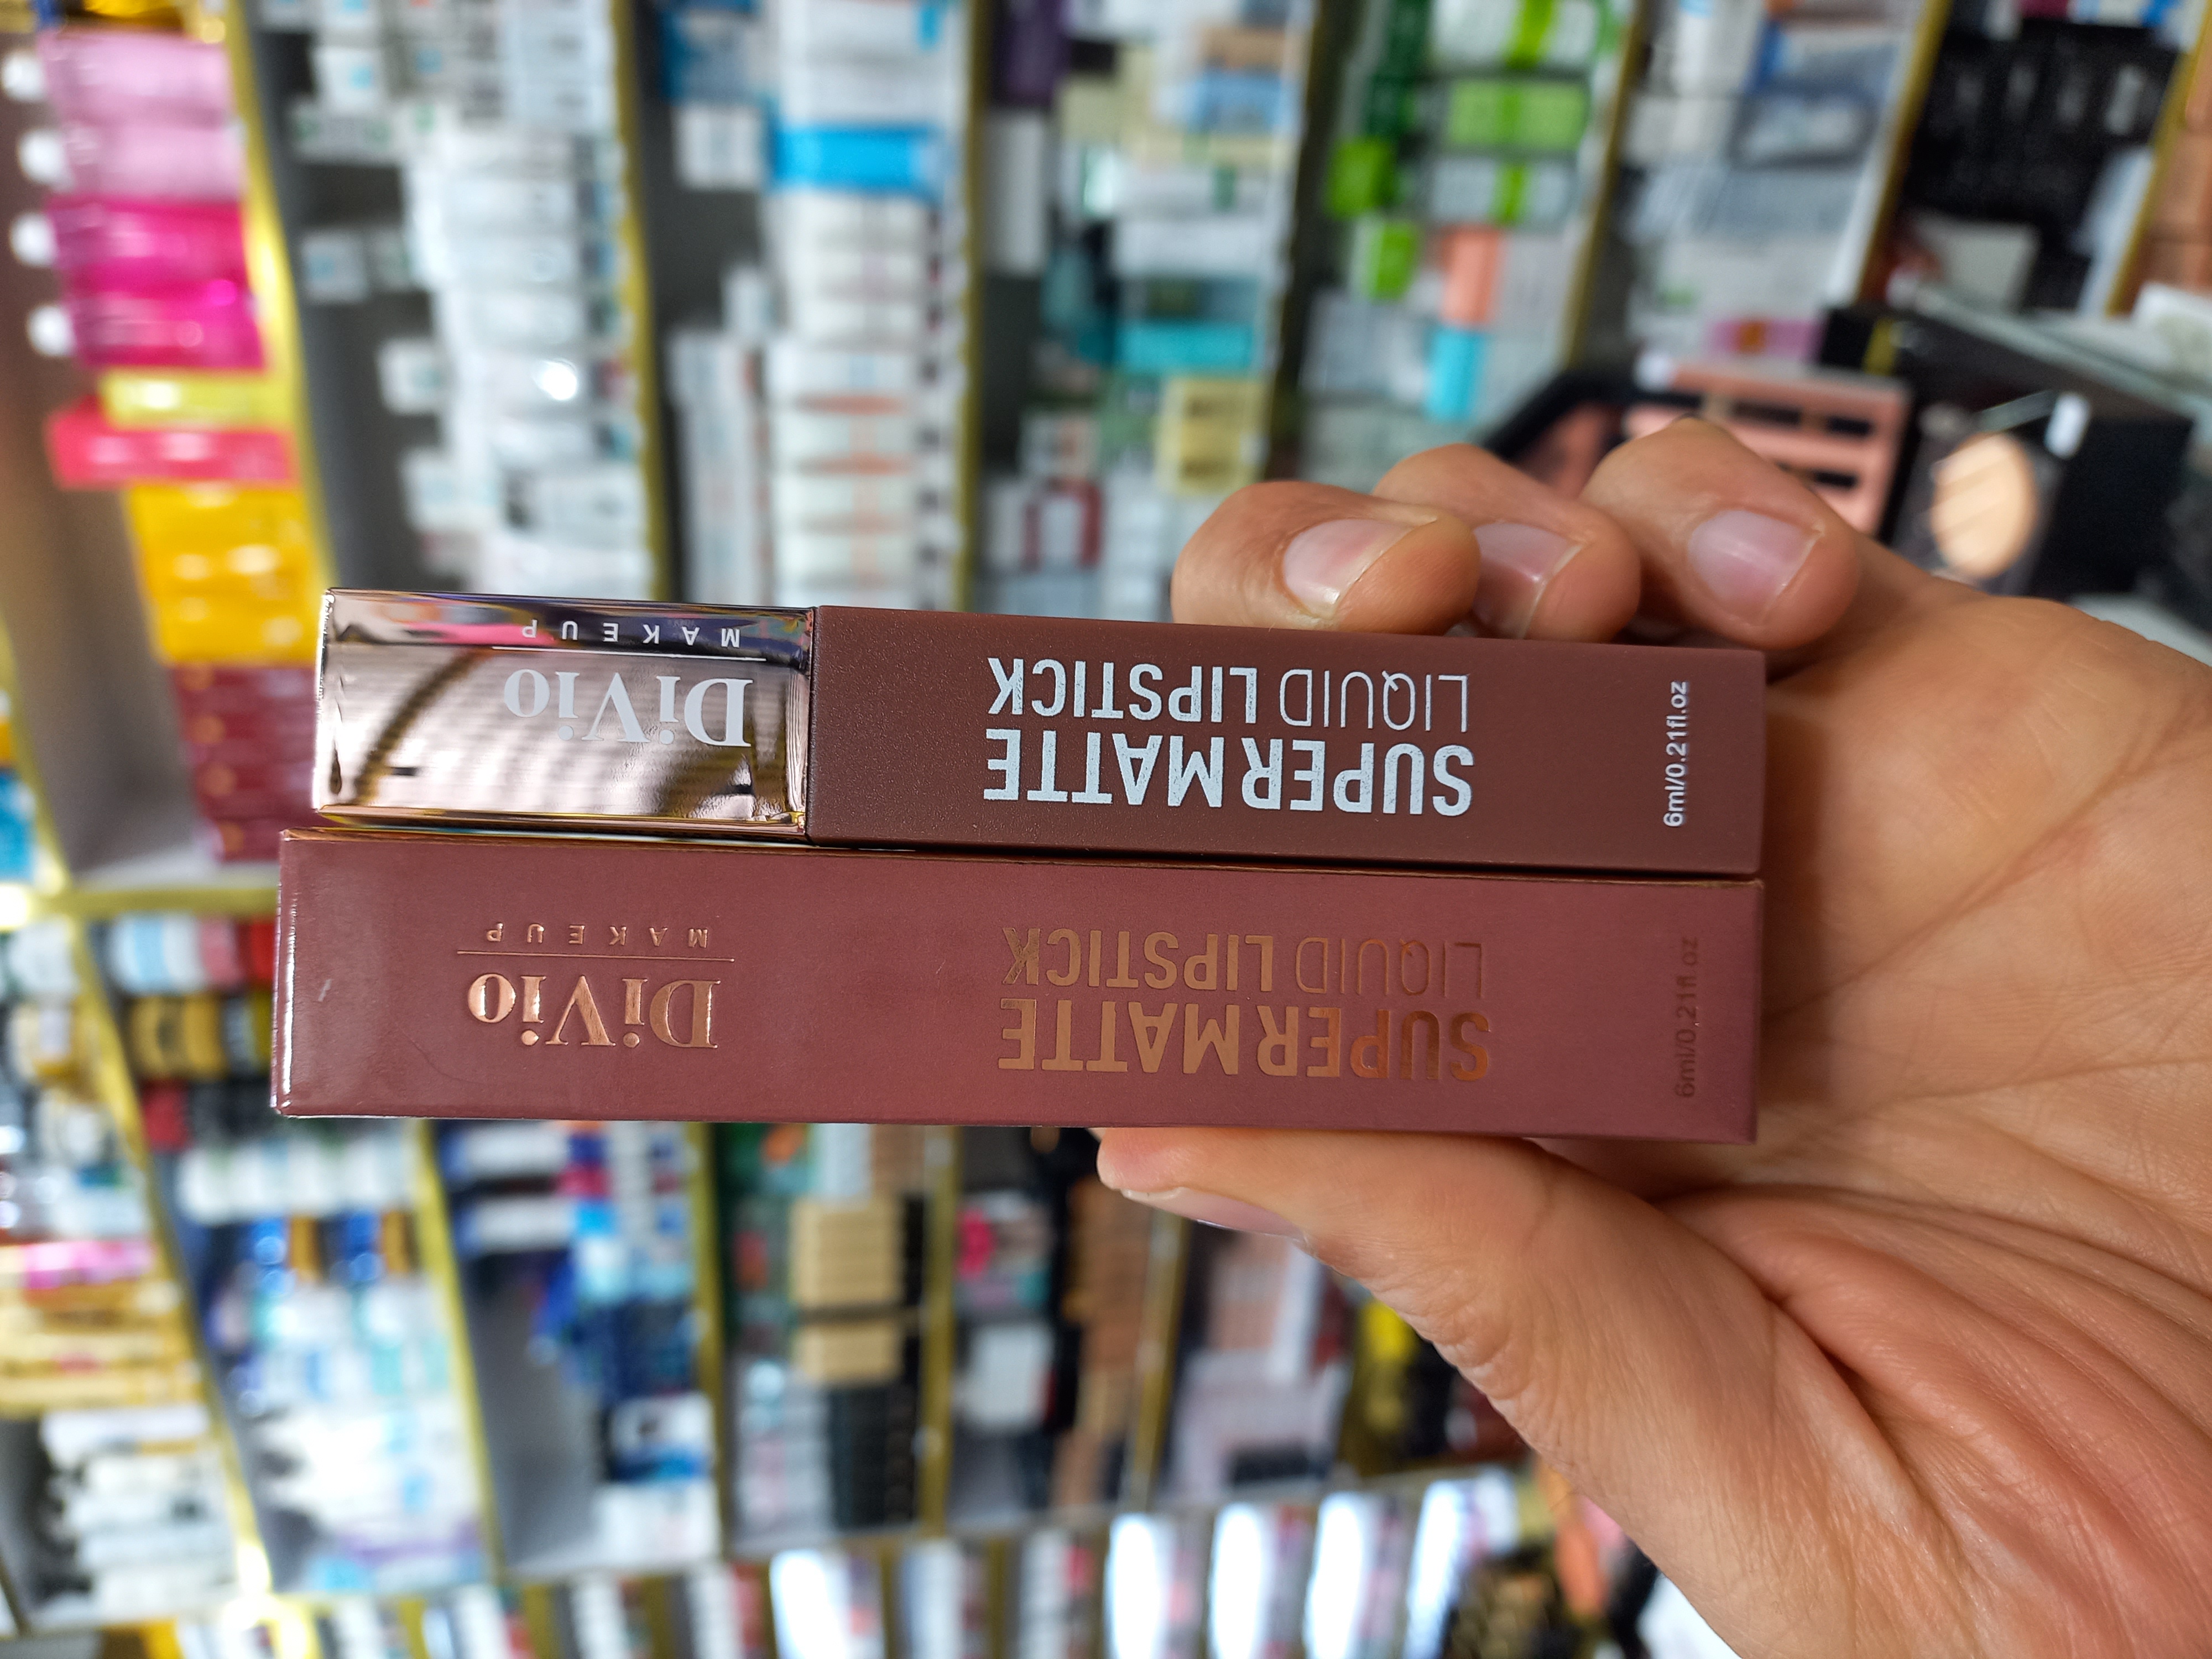 DiVio
MAKEUP
SUPER MATTE
LIQUID LIPSTICK
6ml/0.21fl.oz
DiVio
MAKEUP
SUPER MATTE
LIQUID LIPSTICK
6ml/0.21fl.oz